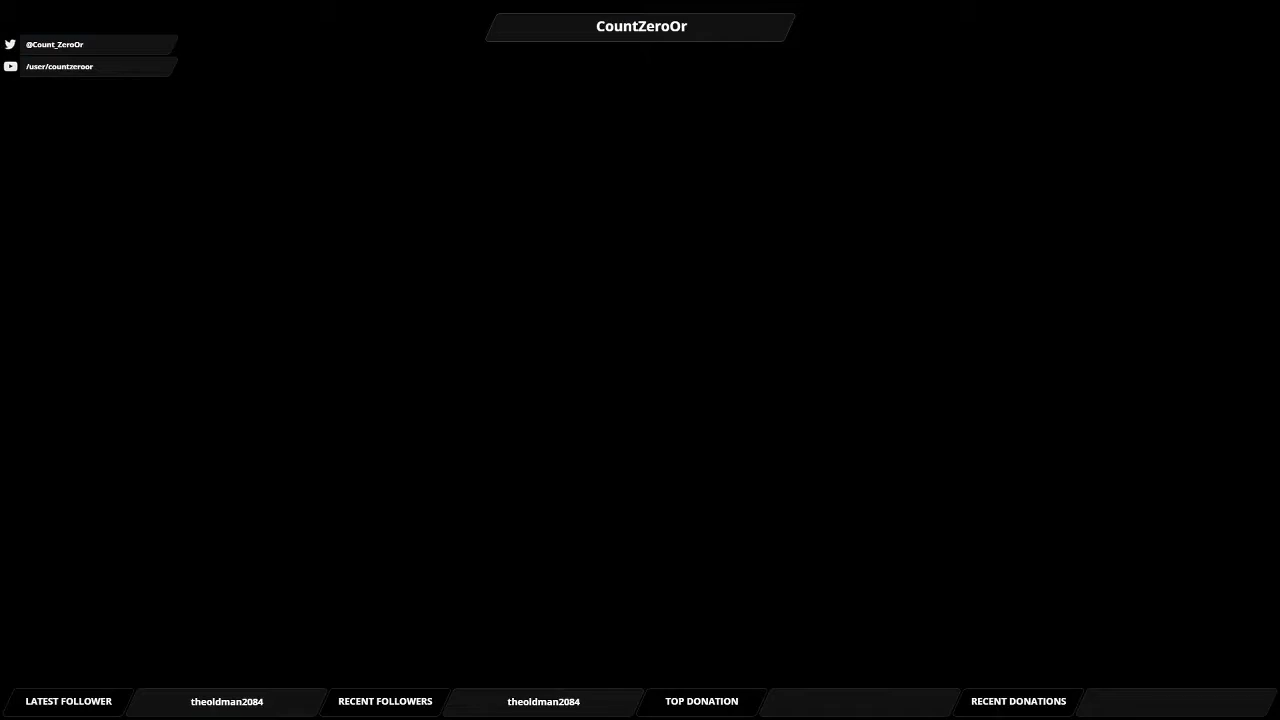 CountZeroOr
@Count_ZeroOr
/user/countzeroor
LATEST FOLLOWER theoldman2084 RECENT FOLLOWERS theoldman2084 TOP DONATION RECENT DONATIONS